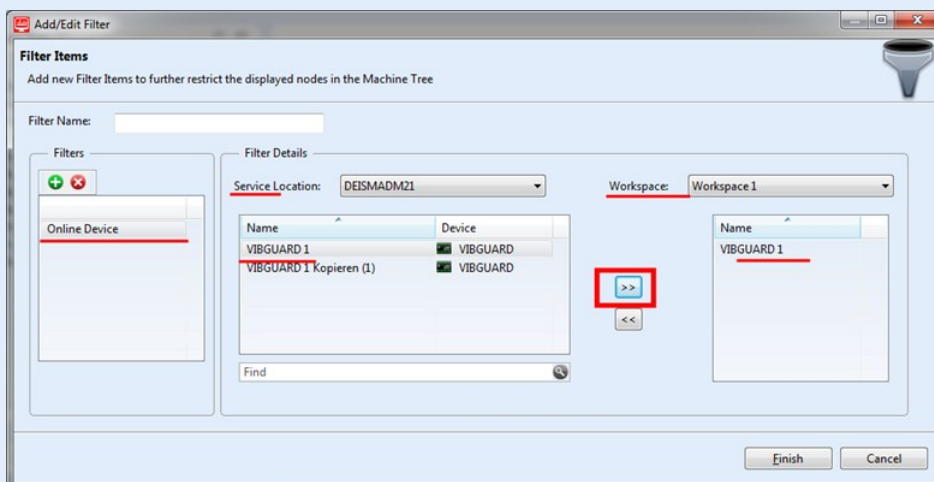 Add/Edit Filter
Filter Items
Add new Filter Items to further restrict the displayed nodes in the Machine Tree
Filter Name:
Filters
Filter Details
Service Location: DEISMADM21 Workspace: Workspace 1
Online Device
Name Device Name
VIBGUARD 1 VIBGUARD VIBGUARD 1
VIBGUARD 1 Kopieren (1) VIBGUARD
>>
<<
Find
Finish Cancel